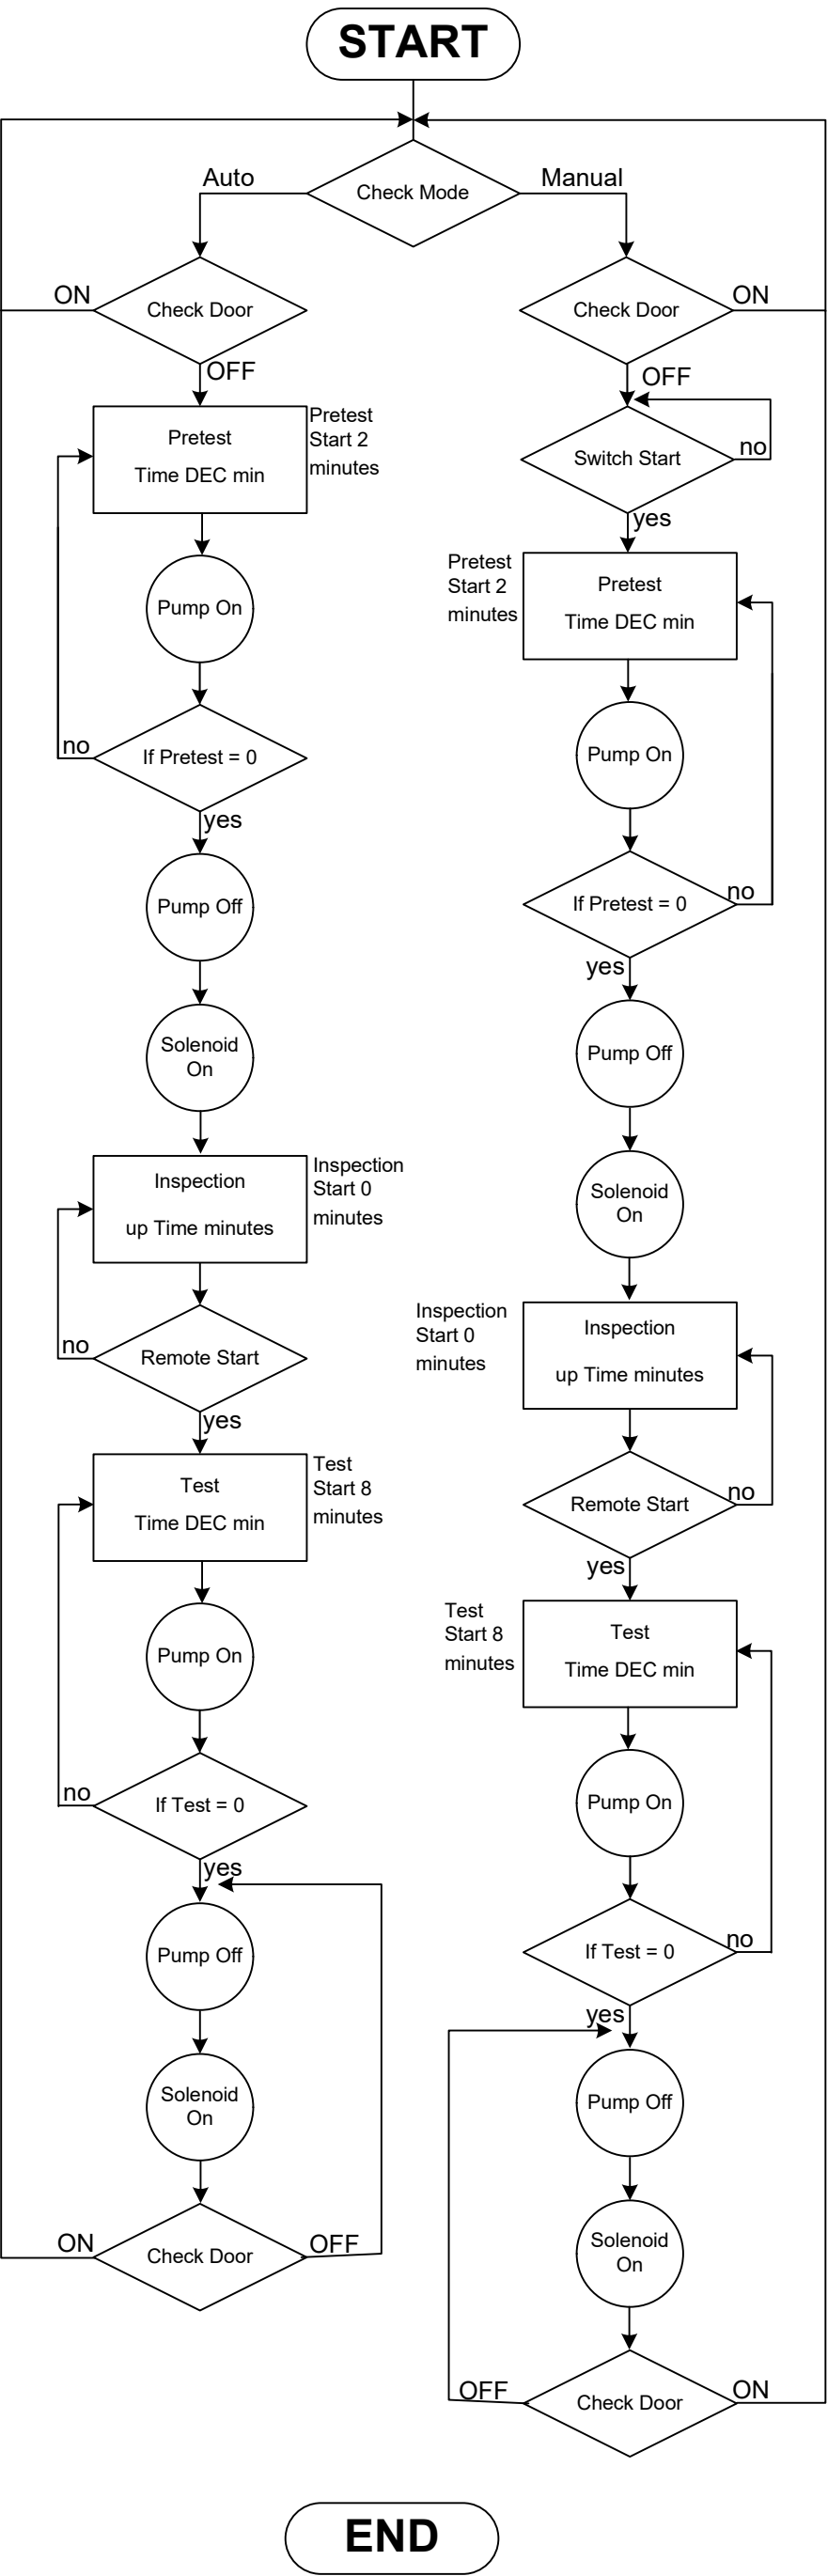 START
Check Mode
Auto
Manual
Check Door
ON
OFF
Pretest
Time DEC min
Pretest
Start 2
minutes
Pump On
If Pretest = 0
no
yes
Pump Off
Solenoid
On
Inspection
up Time minutes
Inspection
Start 0
minutes
Remote Start
no
yes
Test
Time DEC min
Test
Start 8
minutes
Pump On
If Test = 0
no
yes
Pump Off
Solenoid
On
Check Door
ON
OFF
Check Door
ON
OFF
Switch Start
no
yes
Pretest
Start 2
minutes
Pretest
Time DEC min
Pump On
If Pretest = 0
no
yes
Pump Off
Solenoid
On
Inspection
Start 0
minutes
Inspection
up Time minutes
Remote Start
no
yes
Test
Start 8
minutes
Test
Time DEC min
Pump On
If Test = 0
no
yes
Pump Off
Solenoid
On
Check Door
OFF
ON
END